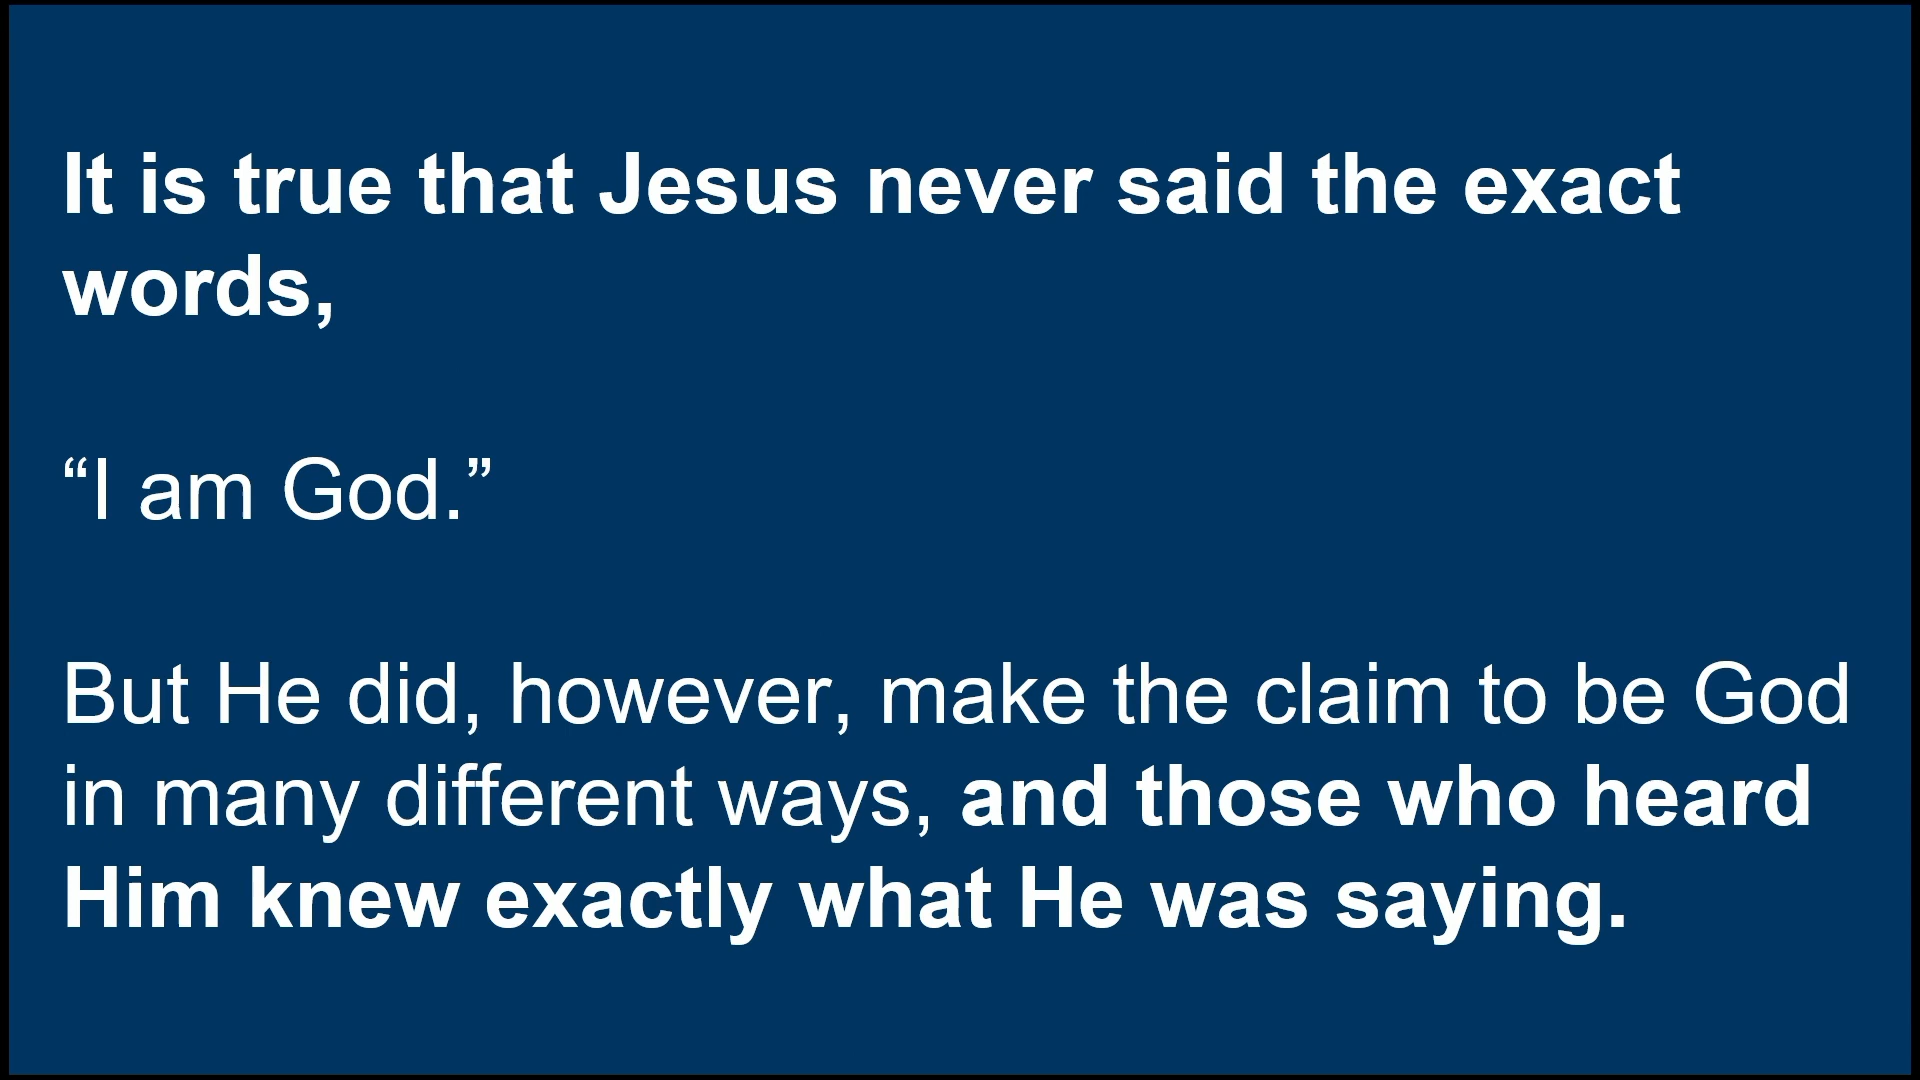 It is true that Jesus never said the exact
words,
“I am God.”
But He did, however, make the claim to be God
in many different ways, and those who heard
Him knew exactly what He was saying.